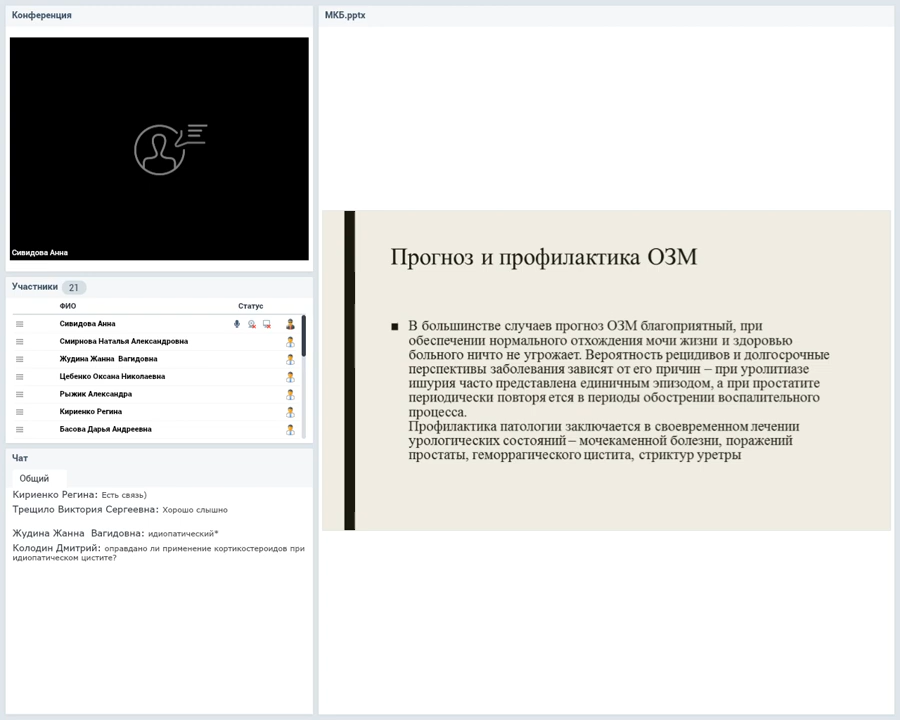 Конференция
Сивидова Анна
Участники 21
ФИО Статус
Сивидова Анна
Смирнова Наталья Александровна
Жудина Жанна Вагидовна
Цебенко Оксана Николаевна
Рыжик Александра
Кириенко Регина
Басова Дарья Андреевна
Чат
Общий
Кириенко Регина: Есть связь)
Трещило Виктория Сергеевна: Хорошо слышно
Жудина Жанна Вагидовна: идиопатический*
Колодин Дмитрий: оправдано ли применение кортикостероидов при
идиопатическом цистите?
МКБ.pptx
Прогноз и профилактика ОЗМ
В большинстве случаев прогноз ОЗМ благоприятный, при
обеспечении нормального отхождения мочи жизни и здоровью
больного ничто не угрожает. Вероятность рецидивов и долгосрочные
перспективы заболевания зависят от его причин – при уролитиазе
ишурия часто представлена единичным эпизодом, а при простатите
периодически повторя ется в периоды обострении воспалительного
процесса.
Профилактика патологии заключается в своевременном лечении
урологических состояний – мочекаменной болезни, поражений
простаты, геморрагического цистита, стриктур уретры